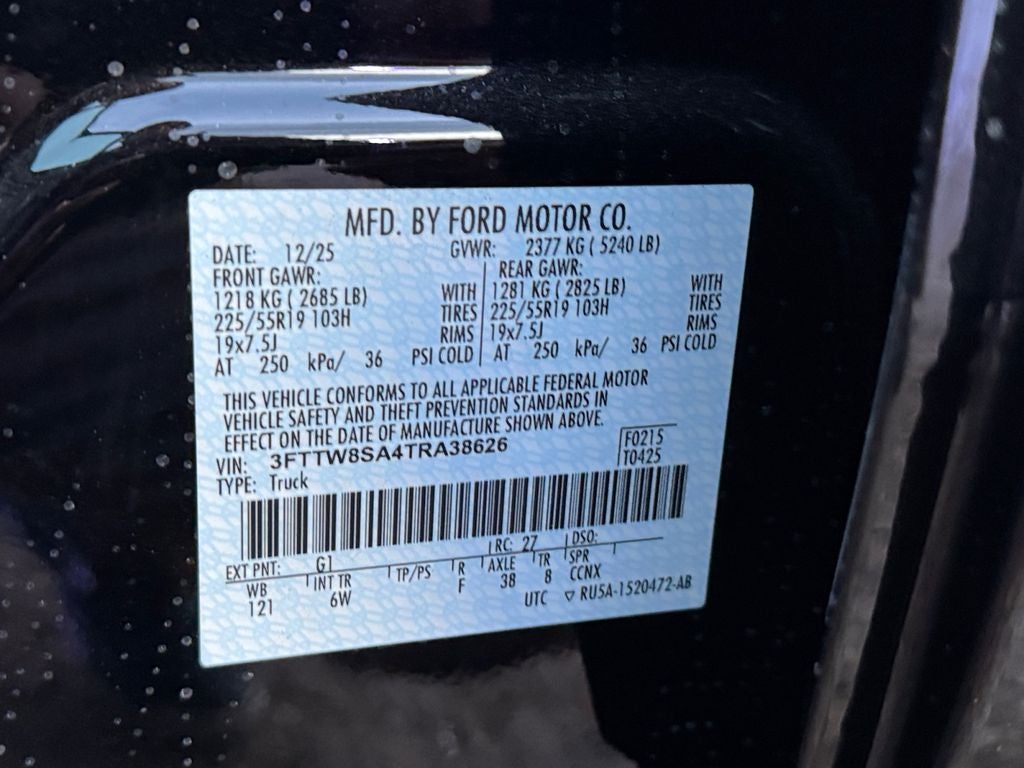 MFD. BY FORD MOTOR CO.
DATE: 12/25 GVWR: 2377 KG ( 5240 LB)
FRONT GAWR: REAR GAWR:
1218 KG ( 2685 LB) WITH 1281 KG ( 2825 LB) WITH
225/55R19 103H TIRES 225/55R19 103H TIRES
19x7.5J RIMS 19x7.5J RIMS
AT 250 kPa/ 36 PSI COLD AT 250 kPa/ 36 PSI COLD
THIS VEHICLE CONFORMS TO ALL APPLICABLE FEDERAL MOTOR
VEHICLE SAFETY AND THEFT PREVENTION STANDARDS IN
EFFECT ON THE DATE OF MANUFACTURE SHOWN ABOVE.
VIN: 3FTTW8SA4TRA38626 F0215
TYPE: Truck T0425
EXT PNT: G1 RC: 27 DSO:
WB INT TR TP/PS R AXLE TR SPR
121 6W F 38 8 CCNX
UTC ▽ RU5A-1520472-AB